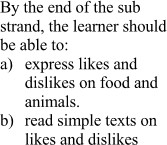 By the end of the sub
strand, the learner should
be able to:
a) express likes and
dislikes on food and
animals.
b) read simple texts on
likes and dislikes